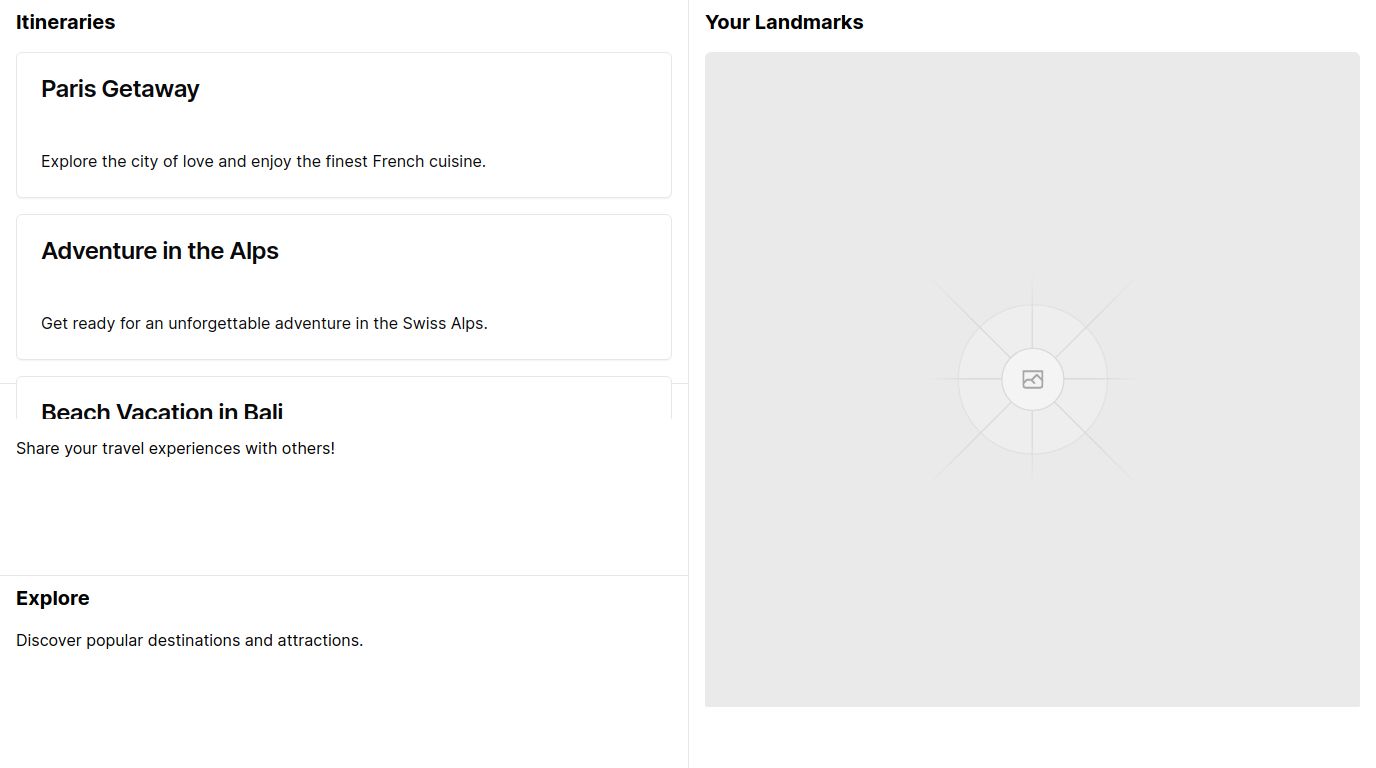 Itineraries
Paris Getaway
Explore the city of love and enjoy the finest French cuisine.
Adventure in the Alps
Get ready for an unforgettable adventure in the Swiss Alps.
Beach Vacation in Bali
Share your travel experiences with others!
Explore
Discover popular destinations and attractions.
Your Landmarks